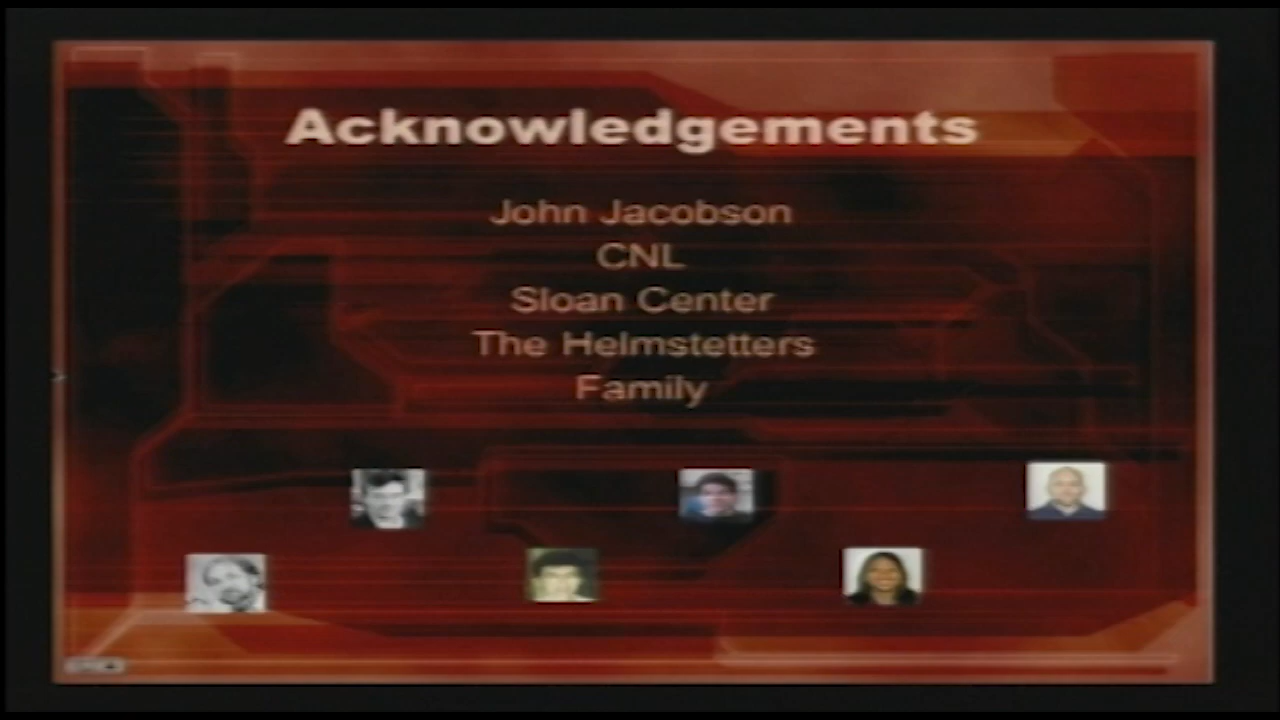 Acknowledgements
John Jacobson
CNL
Sloan Center
The Helmstetters
Family